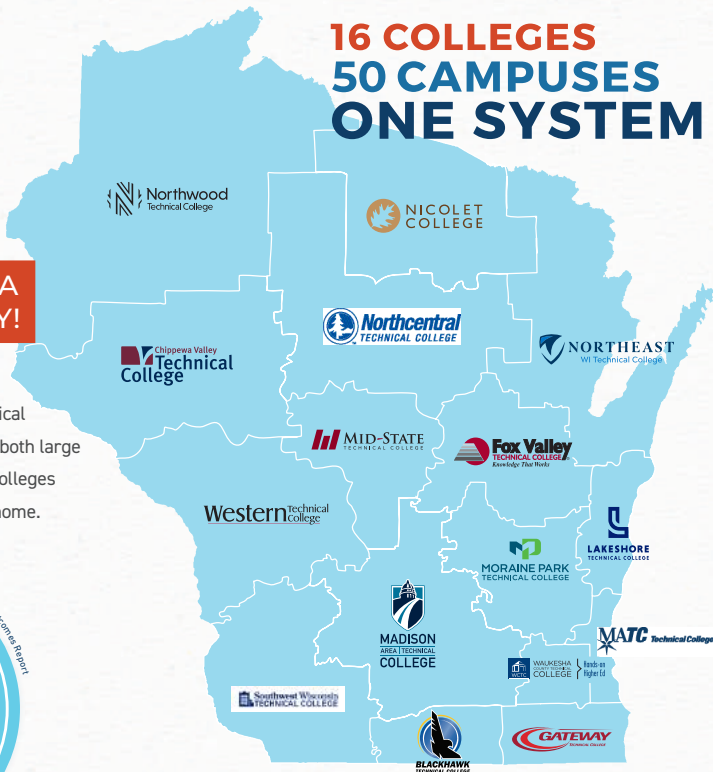 16 COLLEGES
50 CAMPUSES
ONE SYSTEM
Northwood
Technical College
NICOLET
COLLEGE
A
Y!
Northcentral
TECHNICAL COLLEGE
Chippewa Valley
Technical
College
NORTHEAST
WI Technical College
ical
both large
olleges
home.
MID-STATE
TECHNICAL COLLEGE
Fox Valley
TECHNICAL COLLEGE
Knowledge That Works
Western Technical
College
LAKESHORE
TECHNICAL COLLEGE
MORAINE PARK
TECHNICAL COLLEGE
MADISON
AREA | TECHNICAL
COLLEGE
MATC Technical College
WCTC
WAUKESHA
COUNTY TECHNICAL
COLLEGE
Hands-on
Higher Ed
comes Report
Southwest Wisconsin
TECHNICAL COLLEGE
BLACKHAWK
TECHNICAL COLLEGE
GATEWAY
TECHNICAL COLLEGE